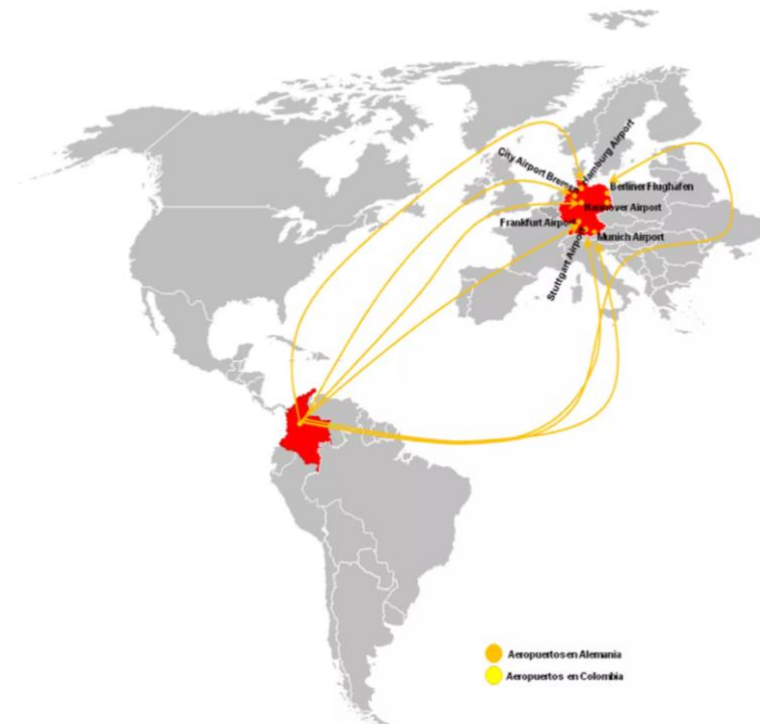 Hamburg Airport
City Airport Bremen
Berliner Flughafen
Hannover Airport
Frankfurt Airport
Munich Airport
Stuttgart Airport
Aeropuertos en Alemania
Aeropuertos en Colombia